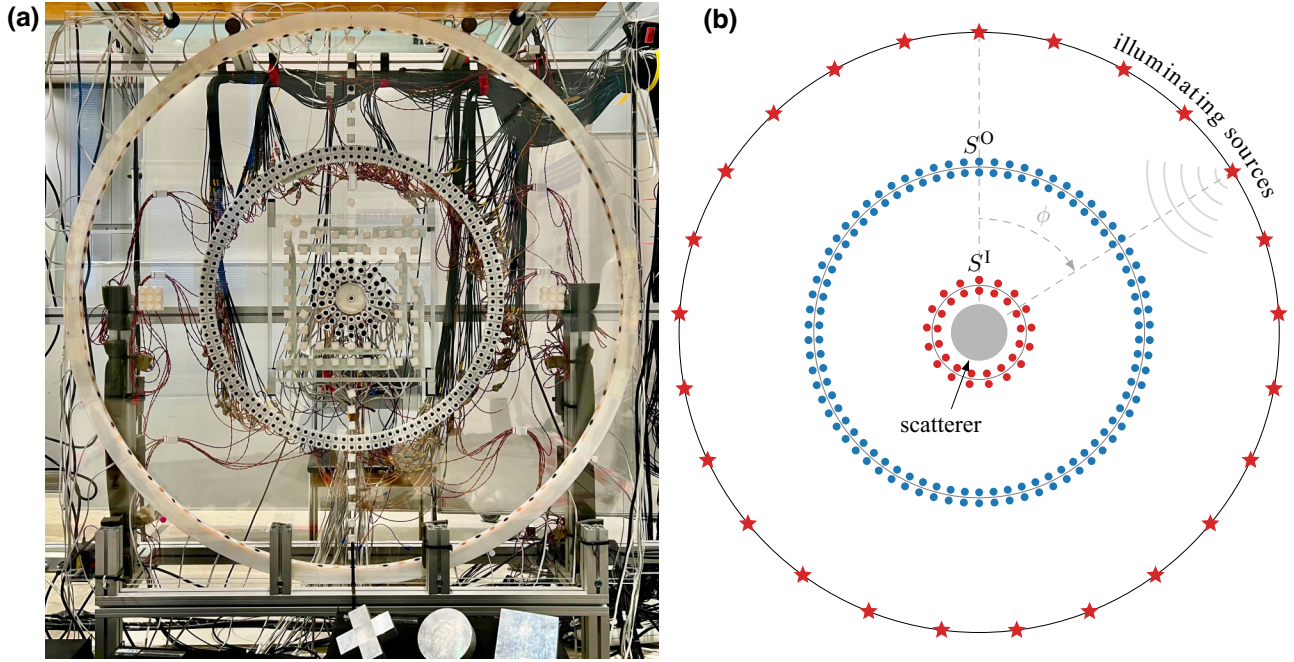 (a)
(b)
illuminating sources
S^O
ϕ
S^I
scatterer